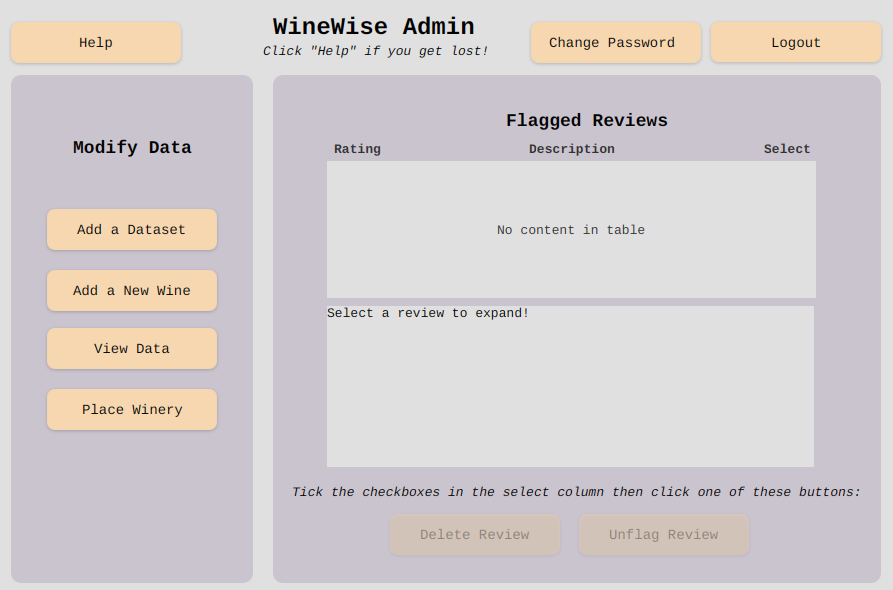 Help
WineWise Admin
Click "Help" if you get lost!
Change Password
Logout
Modify Data
Add a Dataset
Add a New Wine
View Data
Place Winery
Flagged Reviews
Rating Description Select
No content in table
Select a review to expand!
Tick the checkboxes in the select column then click one of these buttons:
Delete Review
Unflag Review